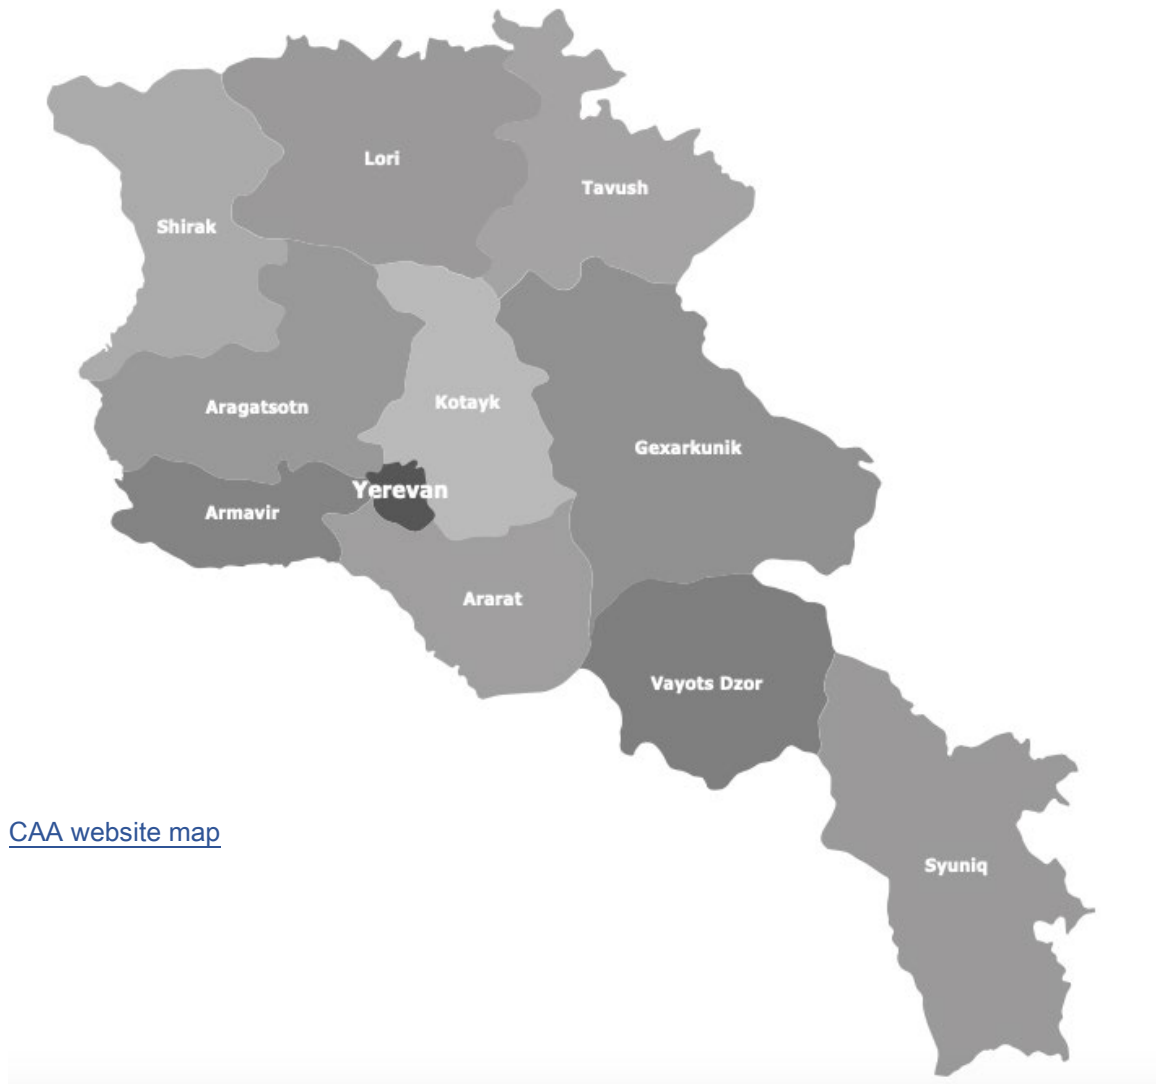 Lori
Tavush
Shirak
Kotayk
Aragatsotn
Gexarkunik
Yerevan
Armavir
Ararat
Vayots Dzor
CAA website map
Syuniq